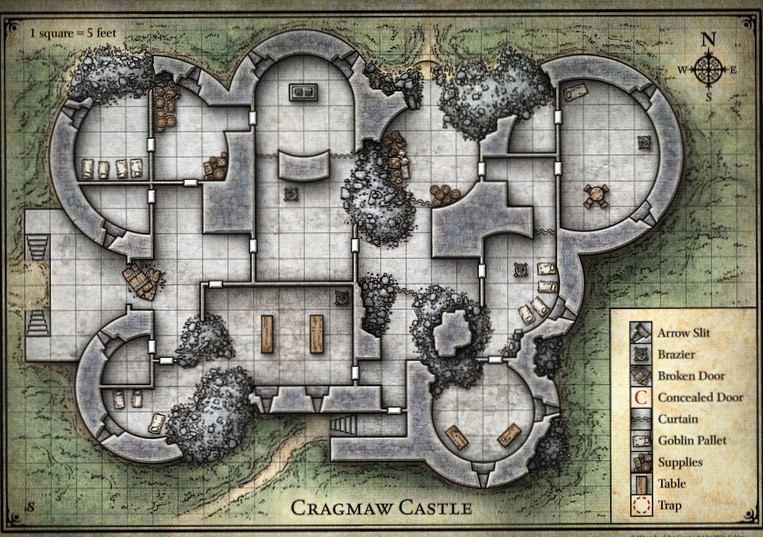 1 square = 5 feet
N
W
E
S
Arrow Slit
Brazier
Broken Door
C
Concealed Door
Curtain
Goblin Pallet
Supplies
Table
Trap
S
CRAGMAW CASTLE